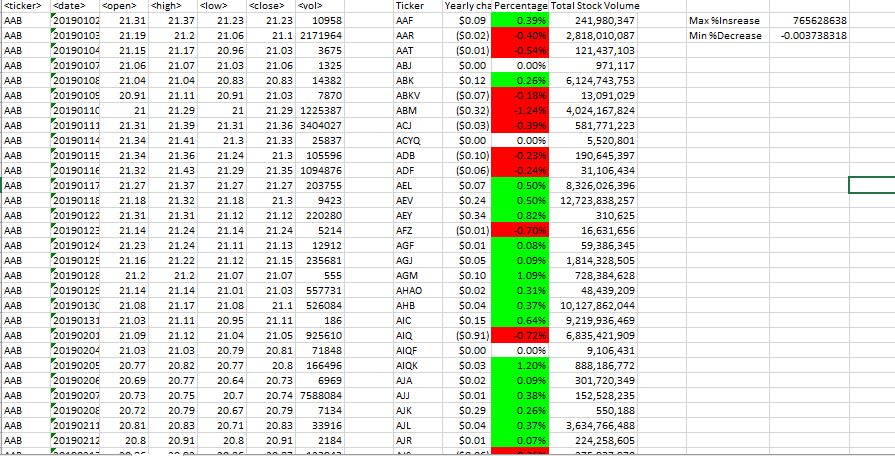 <ticker> <date> <open> <high> <low> <close> <vol> Ticker Yearly cha Percentage Total Stock Volume
AAB 20190102 21.31 21.37 21.23 21.23 10958 AAF $0.09 0.39% 241,980,347 Max %Insrease 765628638
AAB 20190103 21.19 21.2 21.06 21.1 2171964 AAR ($0.02) -0.40% 2,818,010,087 Min %Decrease -0.003738318
AAB 20190104 21.15 21.17 20.96 21.03 3675 AAT ($0.01) -0.54% 121,437,103
AAB 20190107 21.06 21.07 21.03 21.06 1325 ABJ $0.00 0.00% 971,117
AAB 20190108 21.04 21.04 20.83 20.83 14382 ABK $0.12 0.26% 6,124,743,753
AAB 20190109 20.91 21.11 20.91 21.03 7870 ABKV ($0.07) -0.18% 13,091,029
AAB 20190110 21 21.29 21 21.29 1225387 ABM ($0.32) -1.24% 4,024,167,824
AAB 20190111 21.31 21.39 21.31 21.36 3404027 ACJ ($0.03) -0.39% 581,771,223
AAB 20190114 21.34 21.41 21.3 21.33 25837 ACYQ $0.00 0.00% 5,520,801
AAB 20190115 21.34 21.36 21.24 21.3 105596 ADB ($0.10) -0.23% 190,645,397
AAB 20190116 21.32 21.43 21.29 21.35 1094876 ADF ($0.06) -0.24% 31,106,434
AAB 20190117 21.27 21.37 21.27 21.27 203755 AEL $0.07 0.50% 8,326,026,396
AAB 20190118 21.18 21.32 21.18 21.3 9423 AEV $0.24 0.50% 12,723,838,257
AAB 20190122 21.31 21.31 21.12 21.12 220280 AEY $0.34 0.82% 310,625
AAB 20190123 21.14 21.24 21.14 21.24 5214 AFZ ($0.01) -0.70% 16,631,656
AAB 20190124 21.23 21.24 21.11 21.13 12912 AGF $0.01 0.08% 59,386,345
AAB 20190125 21.16 21.22 21.12 21.15 235681 AGJ $0.05 0.09% 1,814,328,505
AAB 20190128 21.2 21.2 21.07 21.07 555 AGM $0.10 1.09% 728,384,628
AAB 20190129 21.14 21.14 21.01 21.03 557731 AHAO $0.02 0.31% 48,439,209
AAB 20190130 21.08 21.17 21.08 21.1 526084 AHB $0.04 0.37% 10,127,862,044
AAB 20190131 21.03 21.11 20.95 21.11 186 AIC $0.15 0.64% 9,219,936,469
AAB 20190201 21.09 21.12 21.04 21.05 925610 AIQ ($0.91) -0.72% 6,835,421,909
AAB 20190204 21.03 21.03 20.79 20.81 71848 AIQF $0.00 0.00% 9,106,431
AAB 20190205 20.77 20.82 20.77 20.8 166496 AIQK $0.03 1.20% 888,186,772
AAB 20190206 20.69 20.77 20.64 20.73 6969 AJA $0.02 0.09% 301,720,349
AAB 20190207 20.73 20.75 20.7 20.74 7588084 AJJ $0.01 0.38% 152,528,235
AAB 20190208 20.72 20.79 20.67 20.79 7134 AJK $0.29 0.26% 550,188
AAB 20190211 20.81 20.83 20.71 20.83 33916 AJL $0.04 0.37% 3,634,766,488
AAB 20190212 20.8 20.91 20.8 20.91 2184 AJR $0.01 0.07% 224,258,605